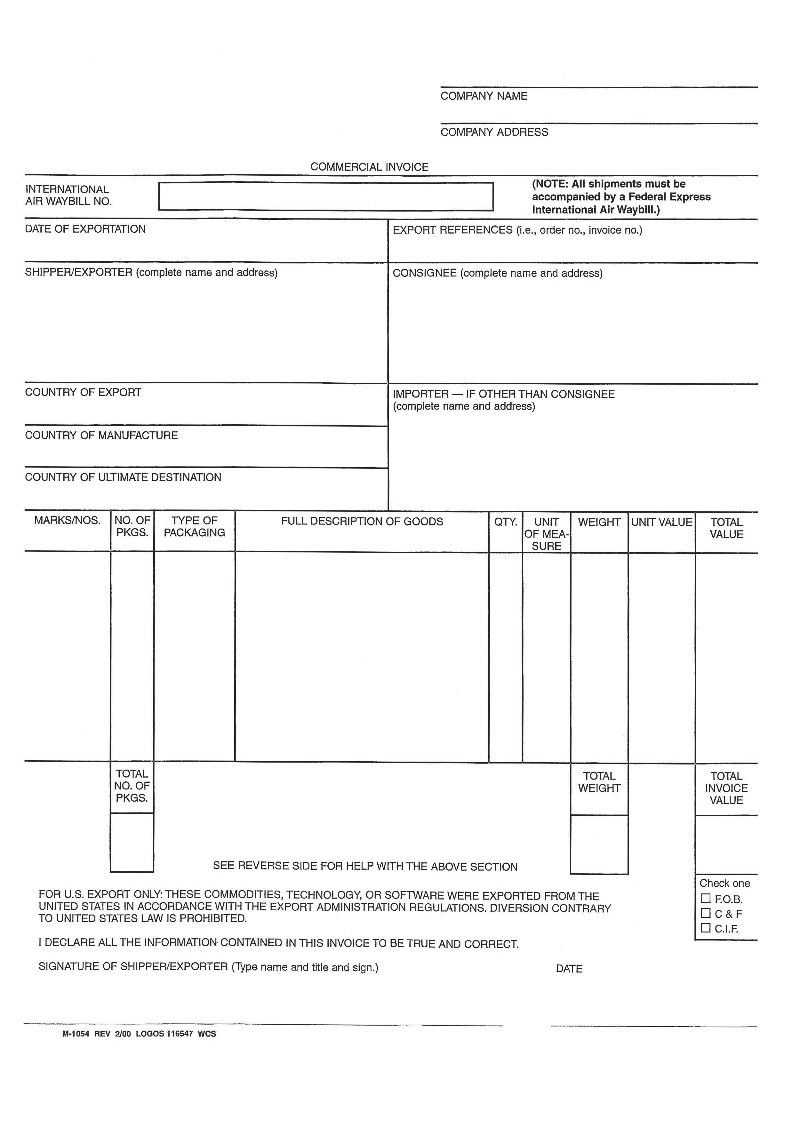 COMPANY NAME
COMPANY ADDRESS
COMMERCIAL INVOICE
INTERNATIONAL
AIR WAYBILL NO.
(NOTE: All shipments must be
accompanied by a Federal Express
International Air Waybill.)
DATE OF EXPORTATION
EXPORT REFERENCES (i.e., order no., invoice no.)
SHIPPER/EXPORTER (complete name and address)
CONSIGNEE (complete name and address)
COUNTRY OF EXPORT
IMPORTER — IF OTHER THAN CONSIGNEE
(complete name and address)
COUNTRY OF MANUFACTURE
COUNTRY OF ULTIMATE DESTINATION
MARKS/NOS.
NO. OF
PKGS.
TYPE OF
PACKAGING
FULL DESCRIPTION OF GOODS
QTY.
UNIT
OF MEA-
SURE
WEIGHT
UNIT VALUE
TOTAL
VALUE
TOTAL
NO. OF
PKGS.
TOTAL
WEIGHT
TOTAL
INVOICE
VALUE
SEE REVERSE SIDE FOR HELP WITH THE ABOVE SECTION
Check one
F.O.B.
C & F
C.I.F.
FOR U.S. EXPORT ONLY: THESE COMMODITIES, TECHNOLOGY, OR SOFTWARE WERE EXPORTED FROM THE
UNITED STATES IN ACCORDANCE WITH THE EXPORT ADMINISTRATION REGULATIONS. DIVERSION CONTRARY
TO UNITED STATES LAW IS PROHIBITED.
I DECLARE ALL THE INFORMATION CONTAINED IN THIS INVOICE TO BE TRUE AND CORRECT.
SIGNATURE OF SHIPPER/EXPORTER (Type name and title and sign.)
DATE
M-1054 REV 2/00 LOGOS 116547 WCS